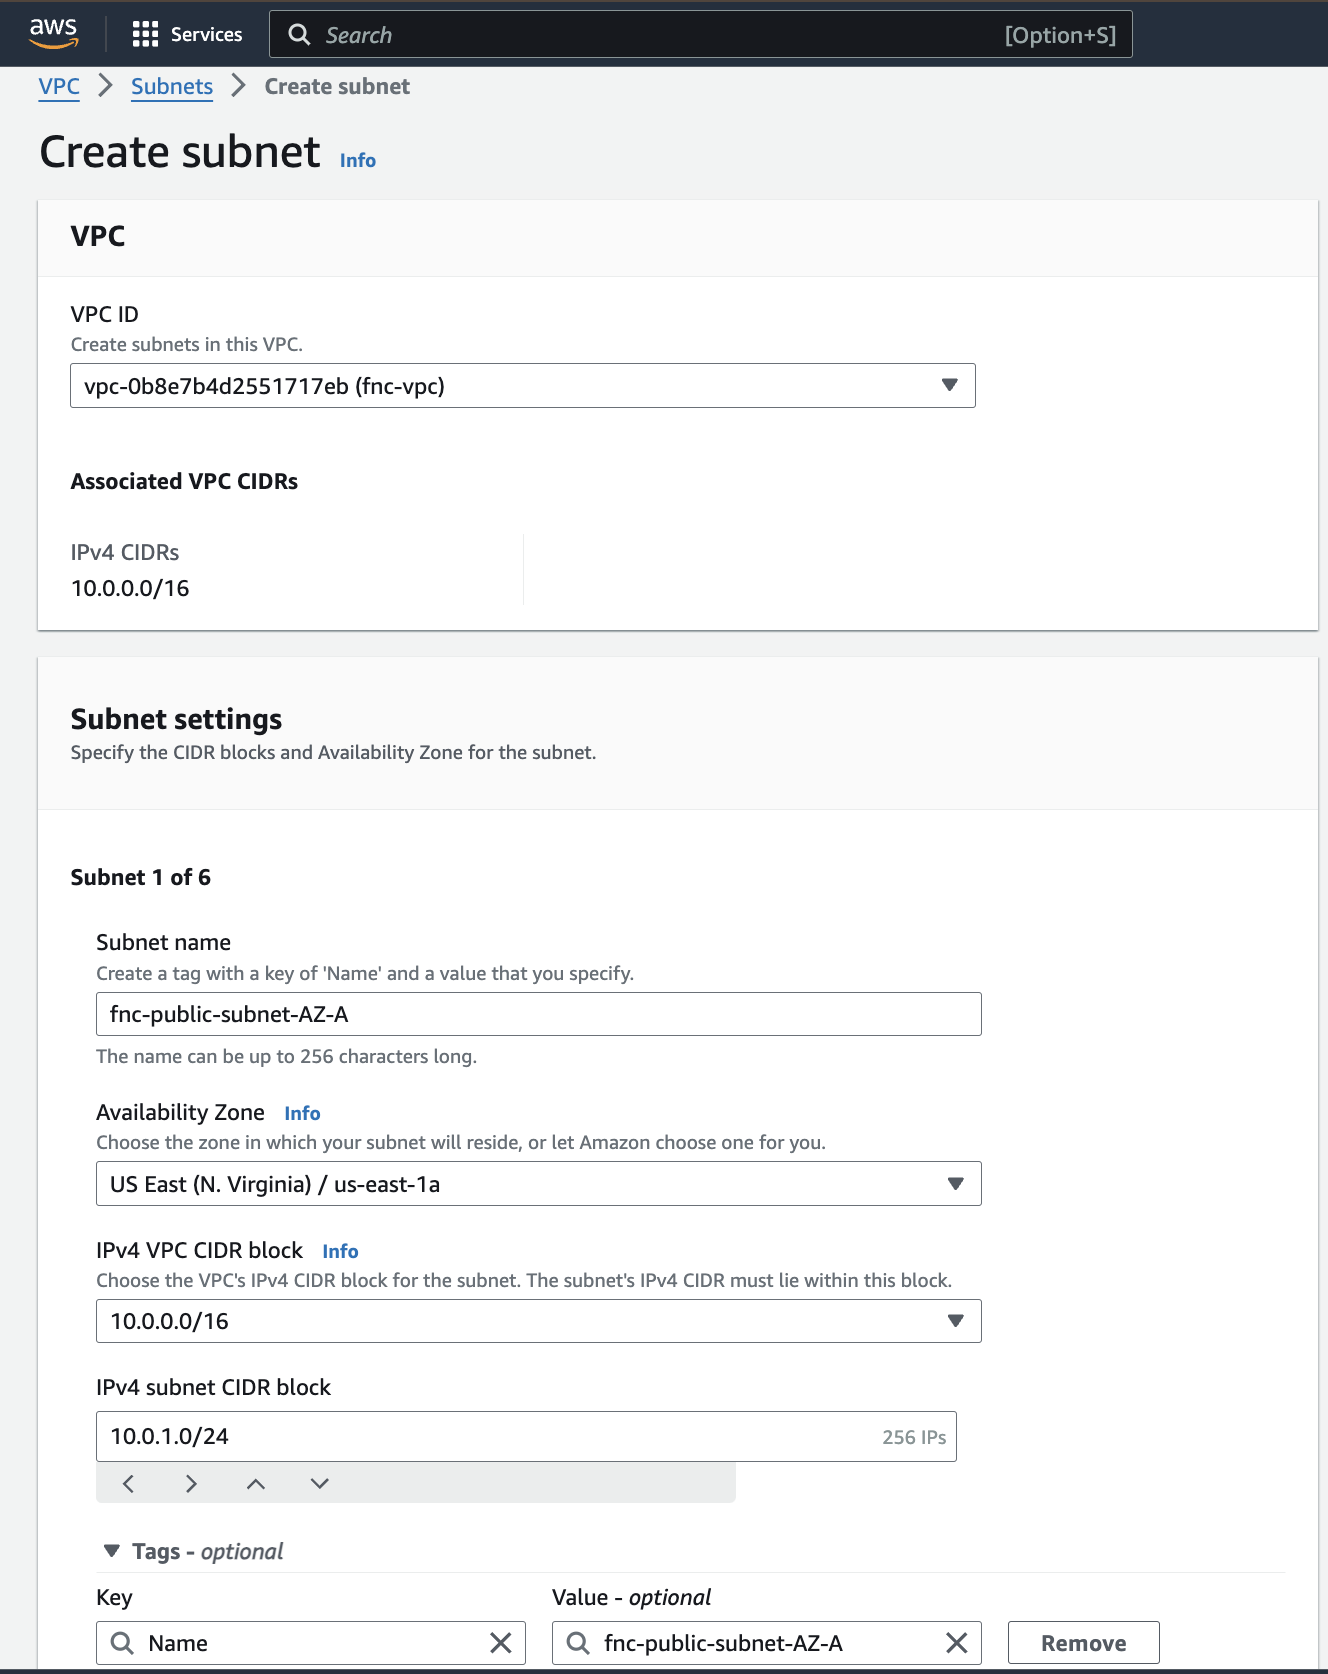 aws
Services
Search
[Option+S]
VPC
Subnets
Create subnet
Create subnet Info
VPC
VPC ID
Create subnets in this VPC.
vpc-0b8e7b4d2551717eb (fnc-vpc)
Associated VPC CIDRs
IPv4 CIDRs
10.0.0.0/16
Subnet settings
Specify the CIDR blocks and Availability Zone for the subnet.
Subnet 1 of 6
Subnet name
Create a tag with a key of 'Name' and a value that you specify.
fnc-public-subnet-AZ-A
The name can be up to 256 characters long.
Availability Zone Info
Choose the zone in which your subnet will reside, or let Amazon choose one for you.
US East (N. Virginia) / us-east-1a
IPv4 VPC CIDR block Info
Choose the VPC's IPv4 CIDR block for the subnet. The subnet's IPv4 CIDR must lie within this block.
10.0.0.0/16
IPv4 subnet CIDR block
10.0.1.0/24 256 IPs
Tags - optional
Key
Value - optional
Name
fnc-public-subnet-AZ-A
Remove